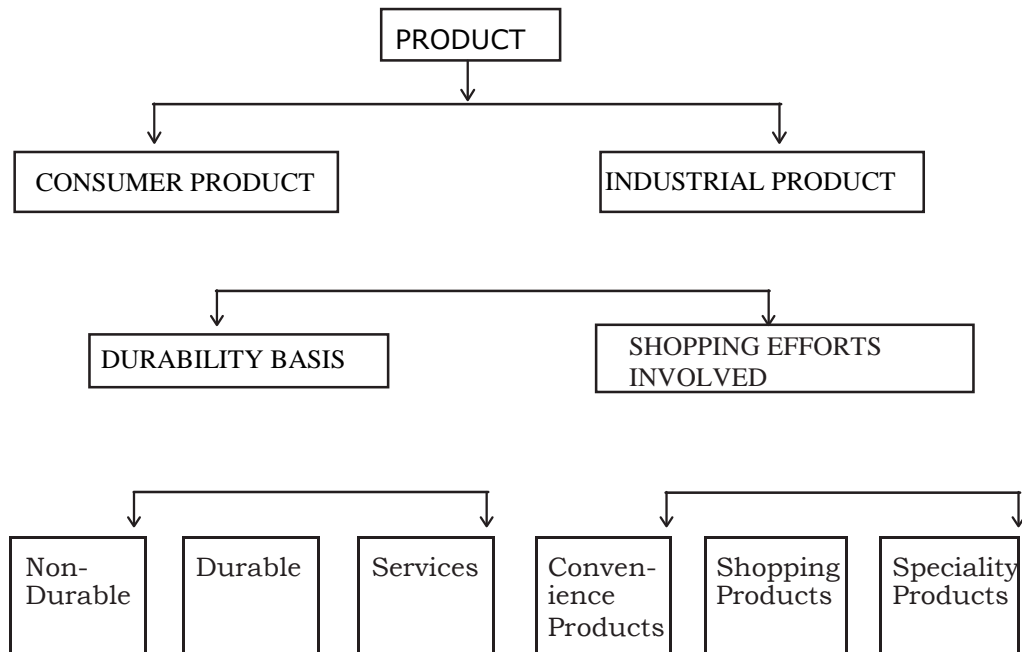 PRODUCT
CONSUMER PRODUCT
INDUSTRIAL PRODUCT
DURABILITY BASIS
SHOPPING EFFORTS
INVOLVED
Non-
Durable
Durable
Services
Conven-
ience
Products
Shopping
Products
Speciality
Products